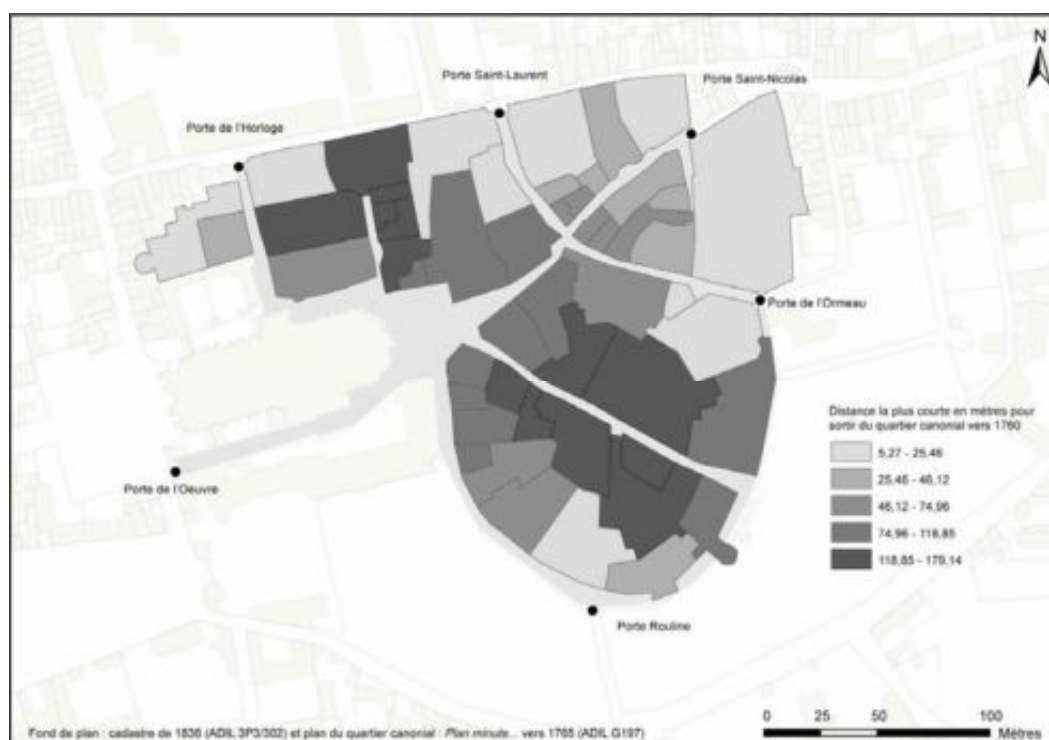 N
Porte Saint-Laurent
Porte Saint-Nicolas
Porte de l'Horloge
Porte de l'Ormeau
Distance la plus courte en mètres pour
sortir du quartier canonial vers 1760
5,27 - 25,46
25,46 - 46,12
46,12 - 74,96
74,96 - 118,85
118,85 - 179,14
Porte de l'Oeuvre
Porte Rouline
0 25 50 100
Mètres
Fond de plan : cadastre de 1836 (ADIL 3P3/302) et plan du quartier canonial : Plan minute... vers 1765 (ADIL G197)